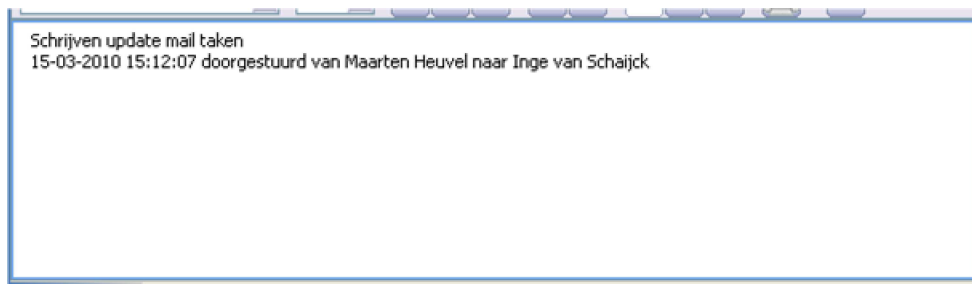 Schrijven update mail taken
15-03-2010 15:12:07 doorgestuurd van Maarten Heuvel naar Inge van Schaijck